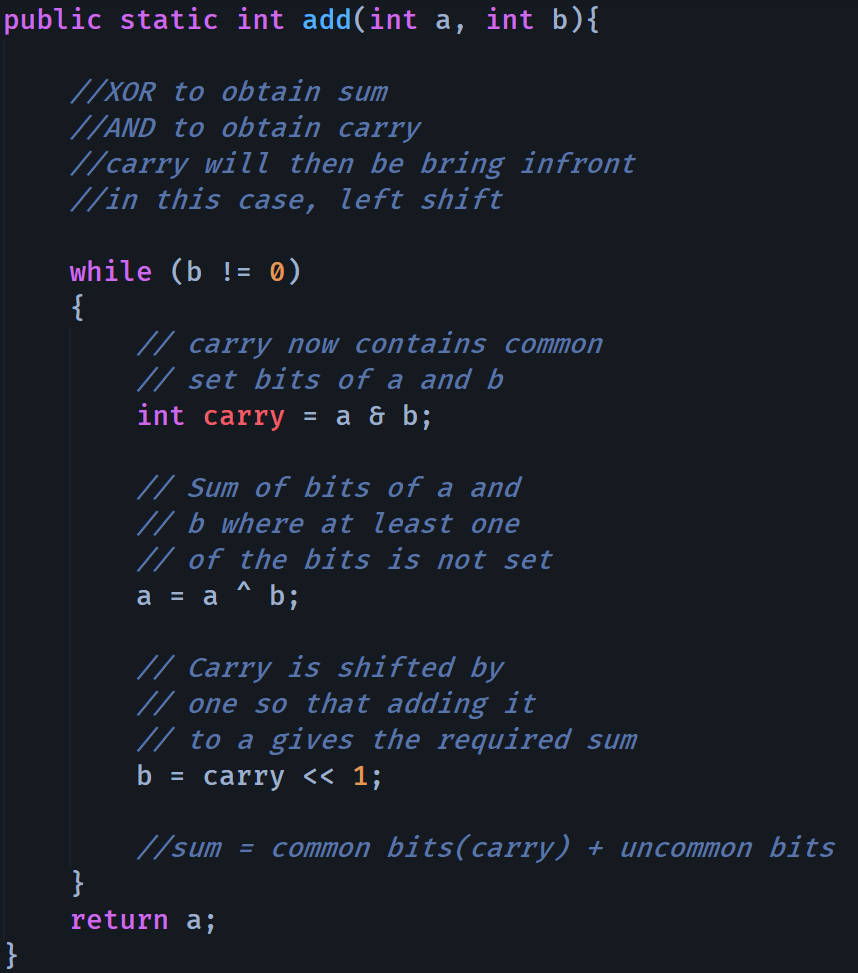 public static int add(int a, int b){
//XOR to obtain sum
//AND to obtain carry
//carry will then be bring infront
//in this case, left shift
while (b != 0)
{
// carry now contains common
// set bits of a and b
int carry = a & b;
// Sum of bits of a and
// b where at least one
// of the bits is not set
a = a ^ b;
// Carry is shifted by
// one so that adding it
// to a gives the required sum
b = carry << 1;
//sum = common bits(carry) + uncommon bits
}
return a;
}